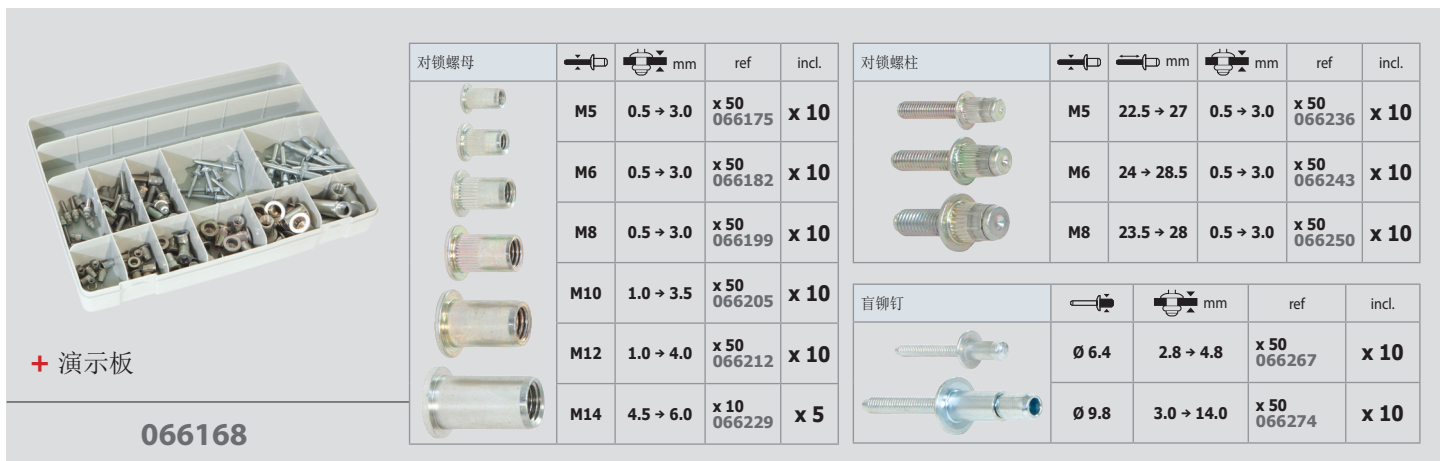 + 演示板
066168
对锁螺母 mm ref incl.
M5 0.5 → 3.0 x 50 066175 x 10
M6 0.5 → 3.0 x 50 066182 x 10
M8 0.5 → 3.0 x 50 066199 x 10
M10 1.0 → 3.5 x 50 066205 x 10
M12 1.0 → 4.0 x 50 066212 x 10
M14 4.5 → 6.0 x 10 066229 x 5
对锁螺柱 mm mm ref incl.
M5 22.5 → 27 0.5 → 3.0 x 50 066236 x 10
M6 24 → 28.5 0.5 → 3.0 x 50 066243 x 10
M8 23.5 → 28 0.5 → 3.0 x 50 066250 x 10
盲铆钉 mm ref incl.
Ø 6.4 2.8 → 4.8 x 50 066267 x 10
Ø 9.8 3.0 → 14.0 x 50 066274 x 10